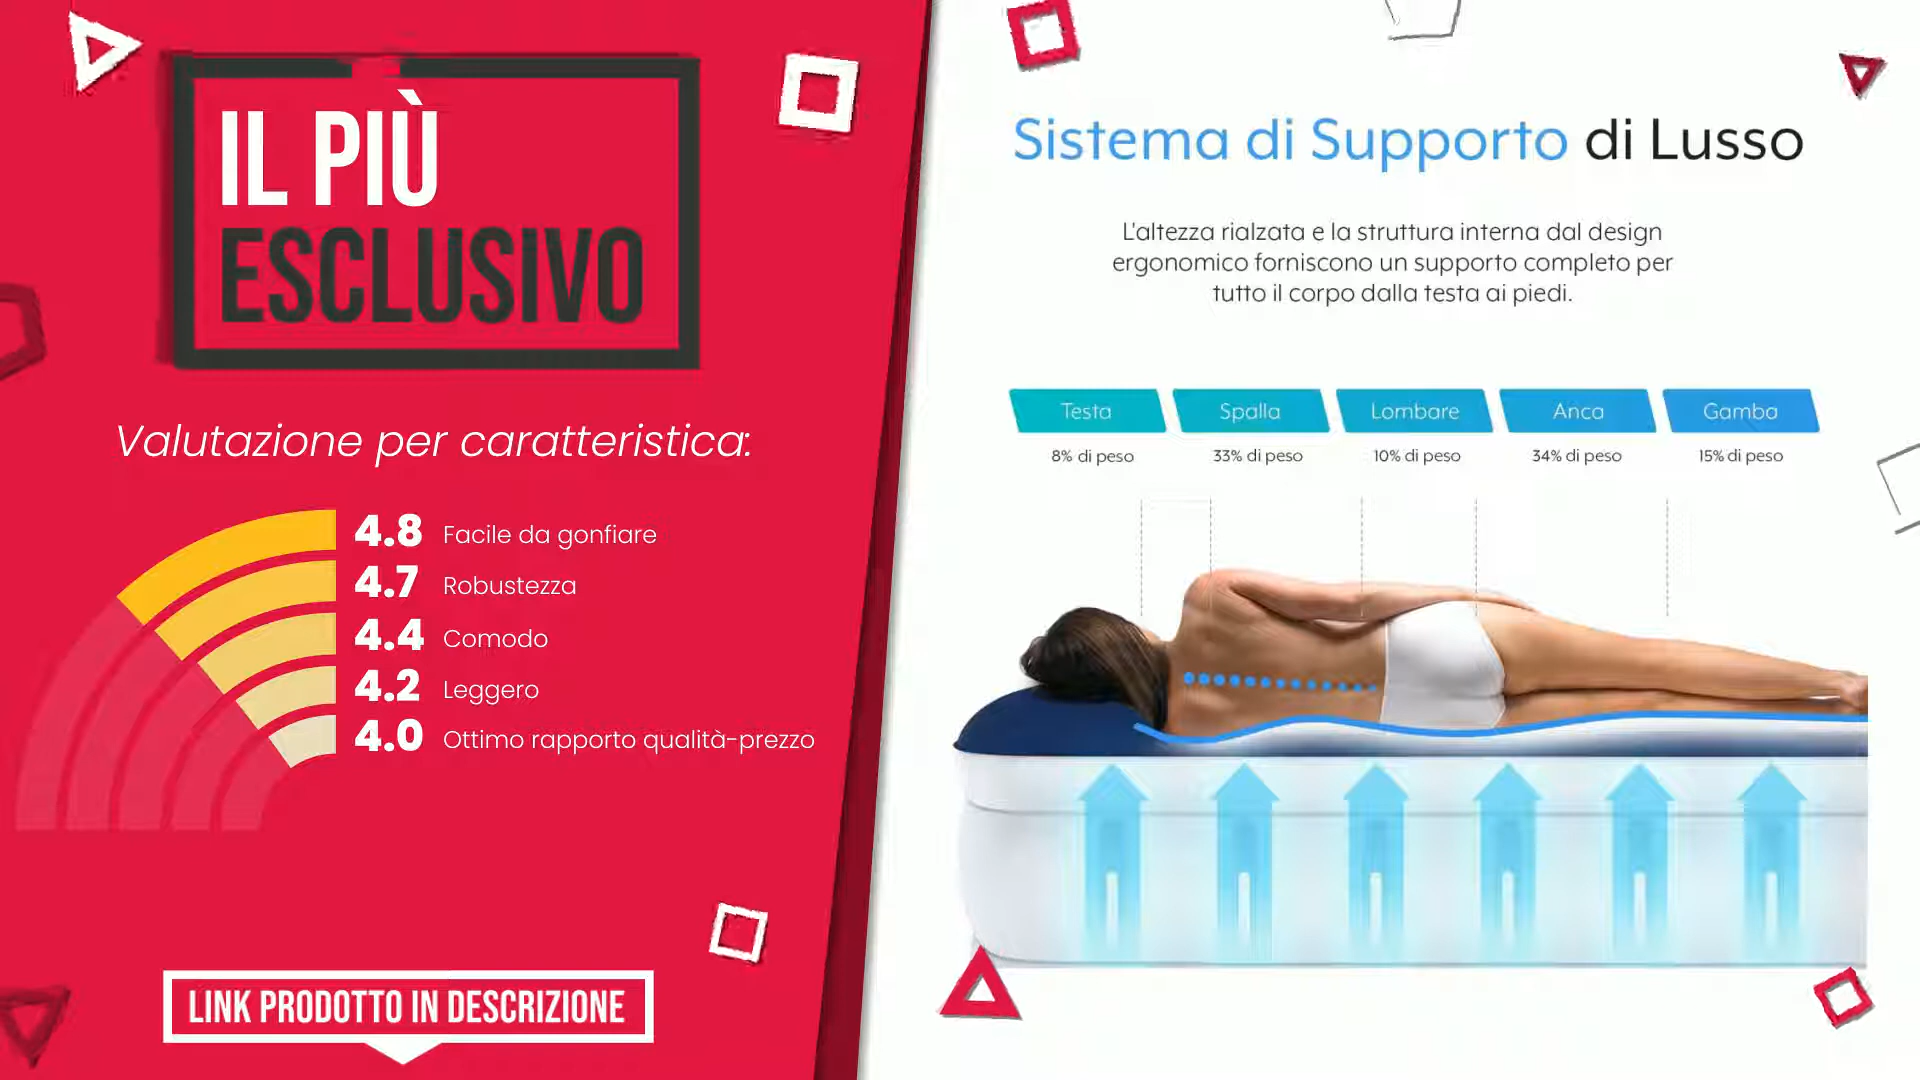 IL PIÙ
ESCLUSIVO
Valutazione per caratteristica:
4.8 Facile da gonfiare
4.7 Robustezza
4.4 Comodo
4.2 Leggero
4.0 Ottimo rapporto qualità-prezzo
LINK PRODOTTO IN DESCRIZIONE
Sistema di Supporto di Lusso
L'altezza rialzata e la struttura interna dal design
ergonomico forniscono un supporto completo per
tutto il corpo dalla testa ai piedi.
Testa Spalla Lombare Anca Gamba
8% di peso 33% di peso 10% di peso 34% di peso 15% di peso